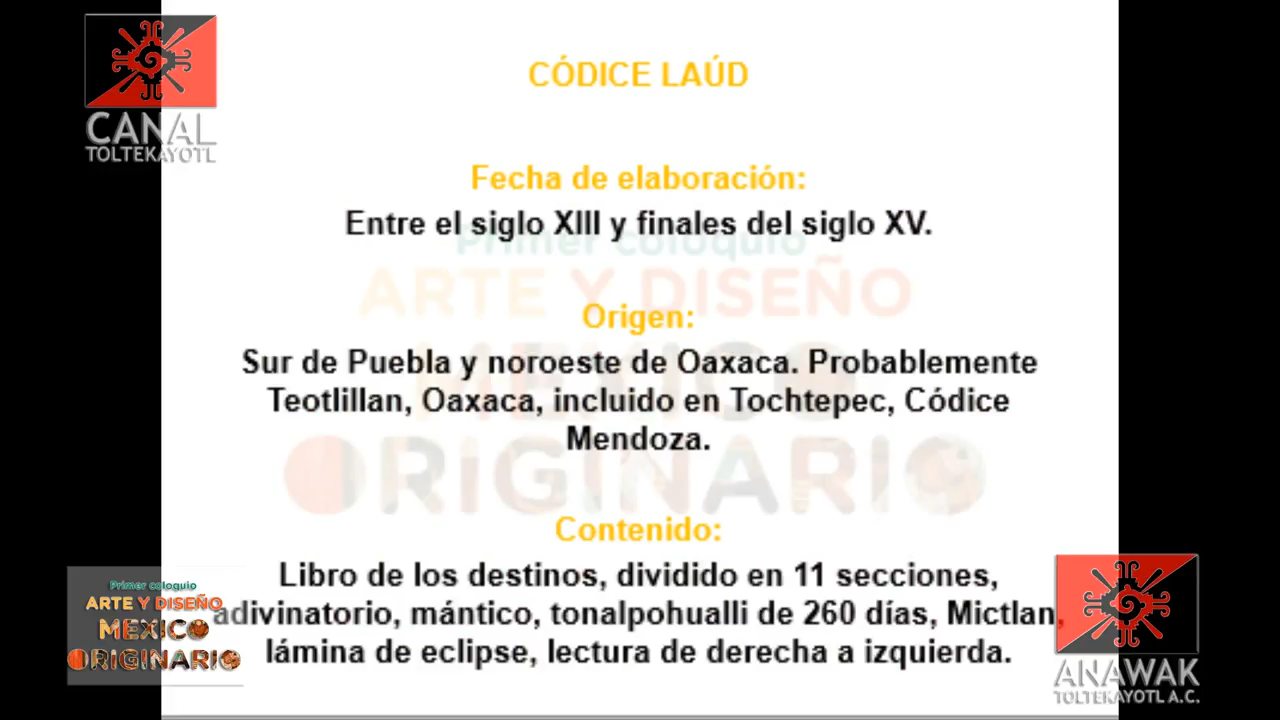 CANAL
TOLTEKAYOTL
CÓDICE LAÚD
Fecha de elaboración:
Entre el siglo XIII y finales del siglo XV.
Primer coloquio
ARTE Y DISEÑO
MEXICO
ORIGINARIO
Origen:
Sur de Puebla y noroeste de Oaxaca. Probablemente
Teotlillan, Oaxaca, incluido en Tochtepec, Códice
Mendoza.
Contenido:
Libro de los destinos, dividido en 11 secciones,
adivinatorio, mántico, tonalpohualli de 260 días, Mictlan,
lámina de eclipse, lectura de derecha a izquierda.
Primer coloquio
ARTE Y DISEÑO
MEXICO
ORIGINARIO
ANAWAK
TOLTEKAYOTL A.C.